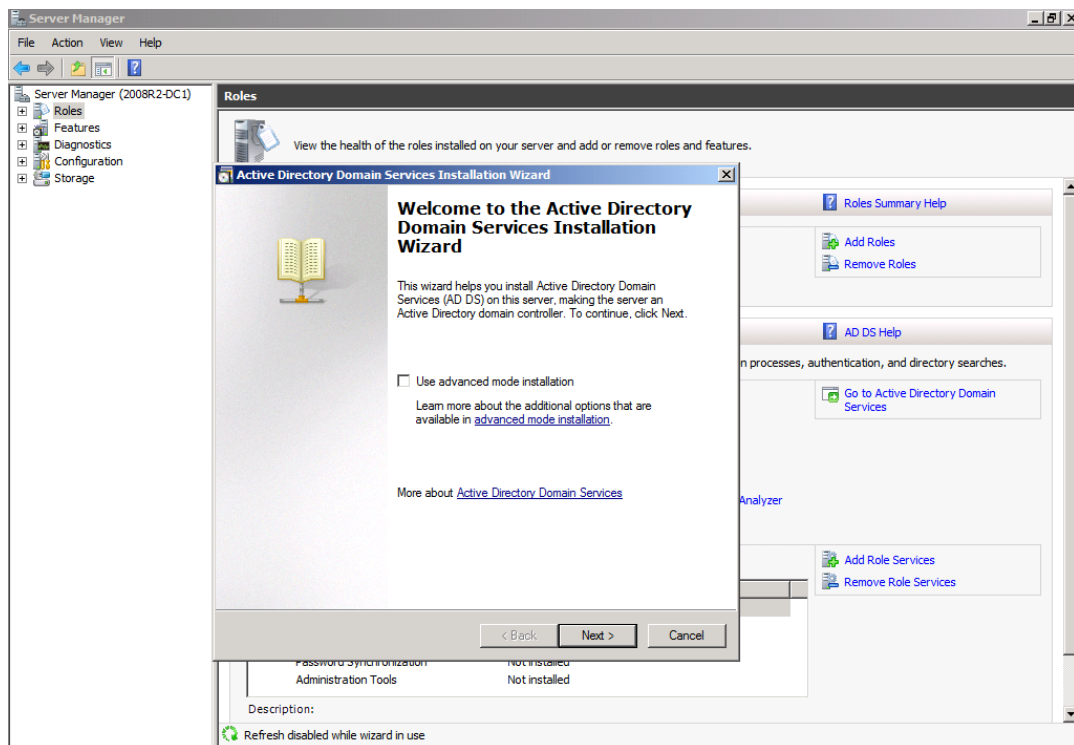 Server Manager
File Action View Help
Server Manager (2008R2-DC1)
Roles
Features
Diagnostics
Configuration
Storage
Roles
View the health of the roles installed on your server and add or remove roles and features.
Roles Summary Help
Add Roles
Remove Roles
AD DS Help
n processes, authentication, and directory searches.
Go to Active Directory Domain
Services
Analyzer
Add Role Services
Remove Role Services
Active Directory Domain Services Installation Wizard
Welcome to the Active Directory
Domain Services Installation
Wizard
This wizard helps you install Active Directory Domain
Services (AD DS) on this server, making the server an
Active Directory domain controller. To continue, click Next.
Use advanced mode installation
Learn more about the additional options that are
available in advanced mode installation.
More about Active Directory Domain Services
< Back Next > Cancel
Password Synchronization Not installed
Administration Tools Not installed
Description:
Refresh disabled while wizard in use